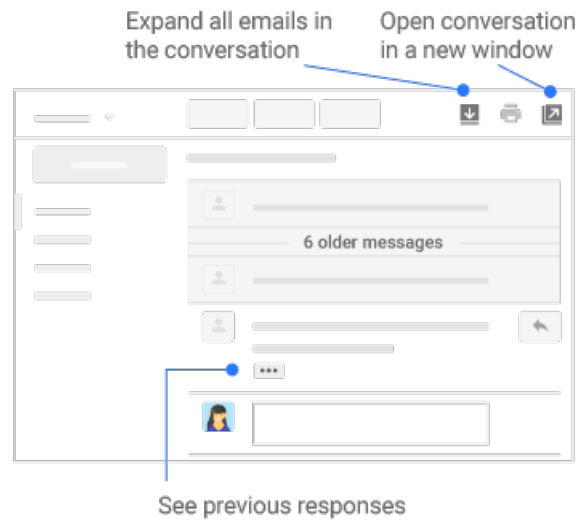 Expand all emails in
the conversation
Open conversation
in a new window
6 older messages
See previous responses